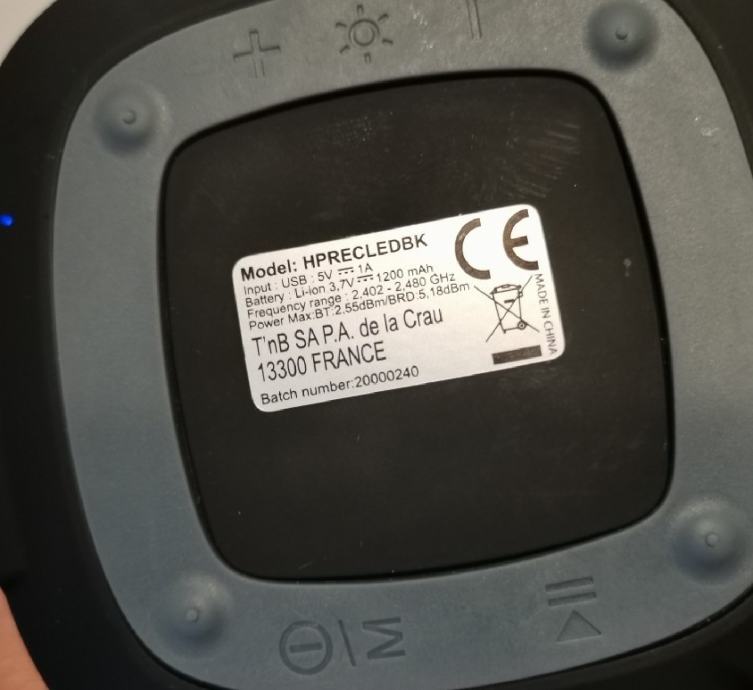 Model: HPRECLEDBK
Input : USB : 5V ⎓ 1A
Battery : Li-ion 3,7V ⎓ 1200 mAh
Frequency range : 2,402 - 2,480 GHz
Power Max:BT:2,55dBm/BRD:5,18dBm
T'nB SA P.A. de la Crau
13300 FRANCE
Batch number:20000240
CE
MADE IN CHINA
M